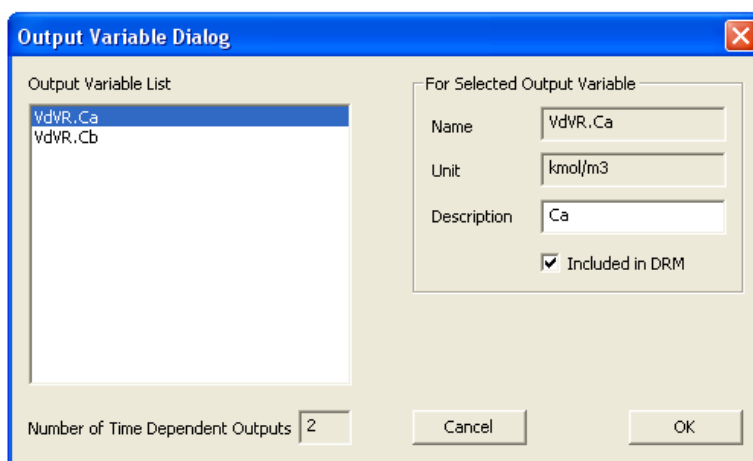 Output Variable Dialog
Output Variable List
VdVR.Ca
VdVR.Cb
For Selected Output Variable
Name
VdVR.Ca
Unit
kmol/m3
Description
Ca
Included in DRM
Number of Time Dependent Outputs
2
Cancel
OK